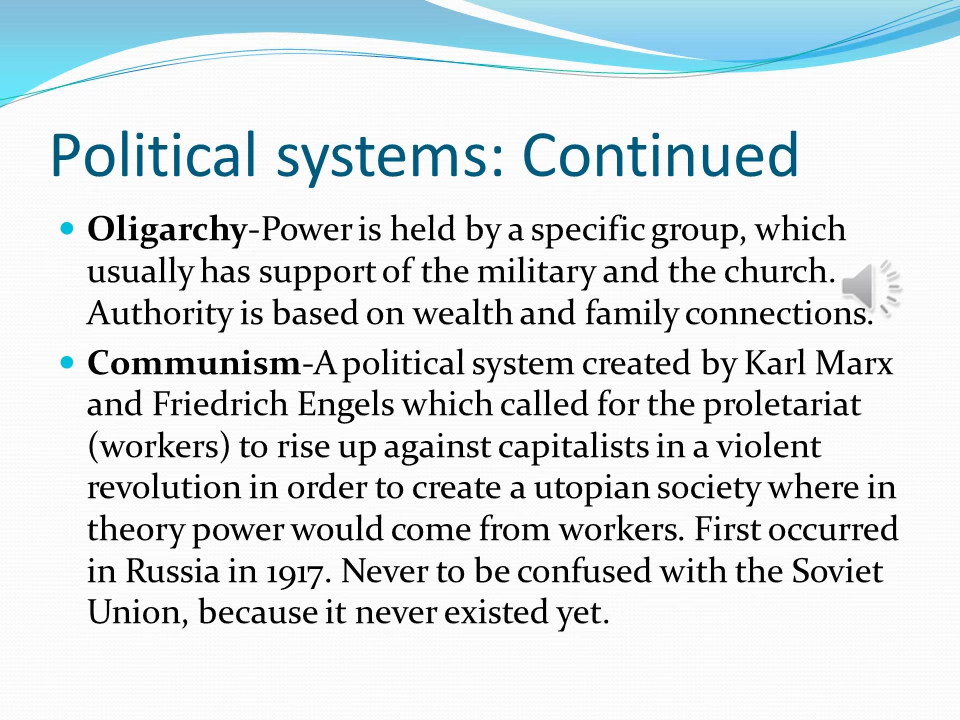 Political systems: Continued
Oligarchy-Power is held by a specific group, which
usually has support of the military and the church.
Authority is based on wealth and family connections.
Communism-A political system created by Karl Marx
and Friedrich Engels which called for the proletariat
(workers) to rise up against capitalists in a violent
revolution in order to create a utopian society where in
theory power would come from workers. First occurred
in Russia in 1917. Never to be confused with the Soviet
Union, because it never existed yet.